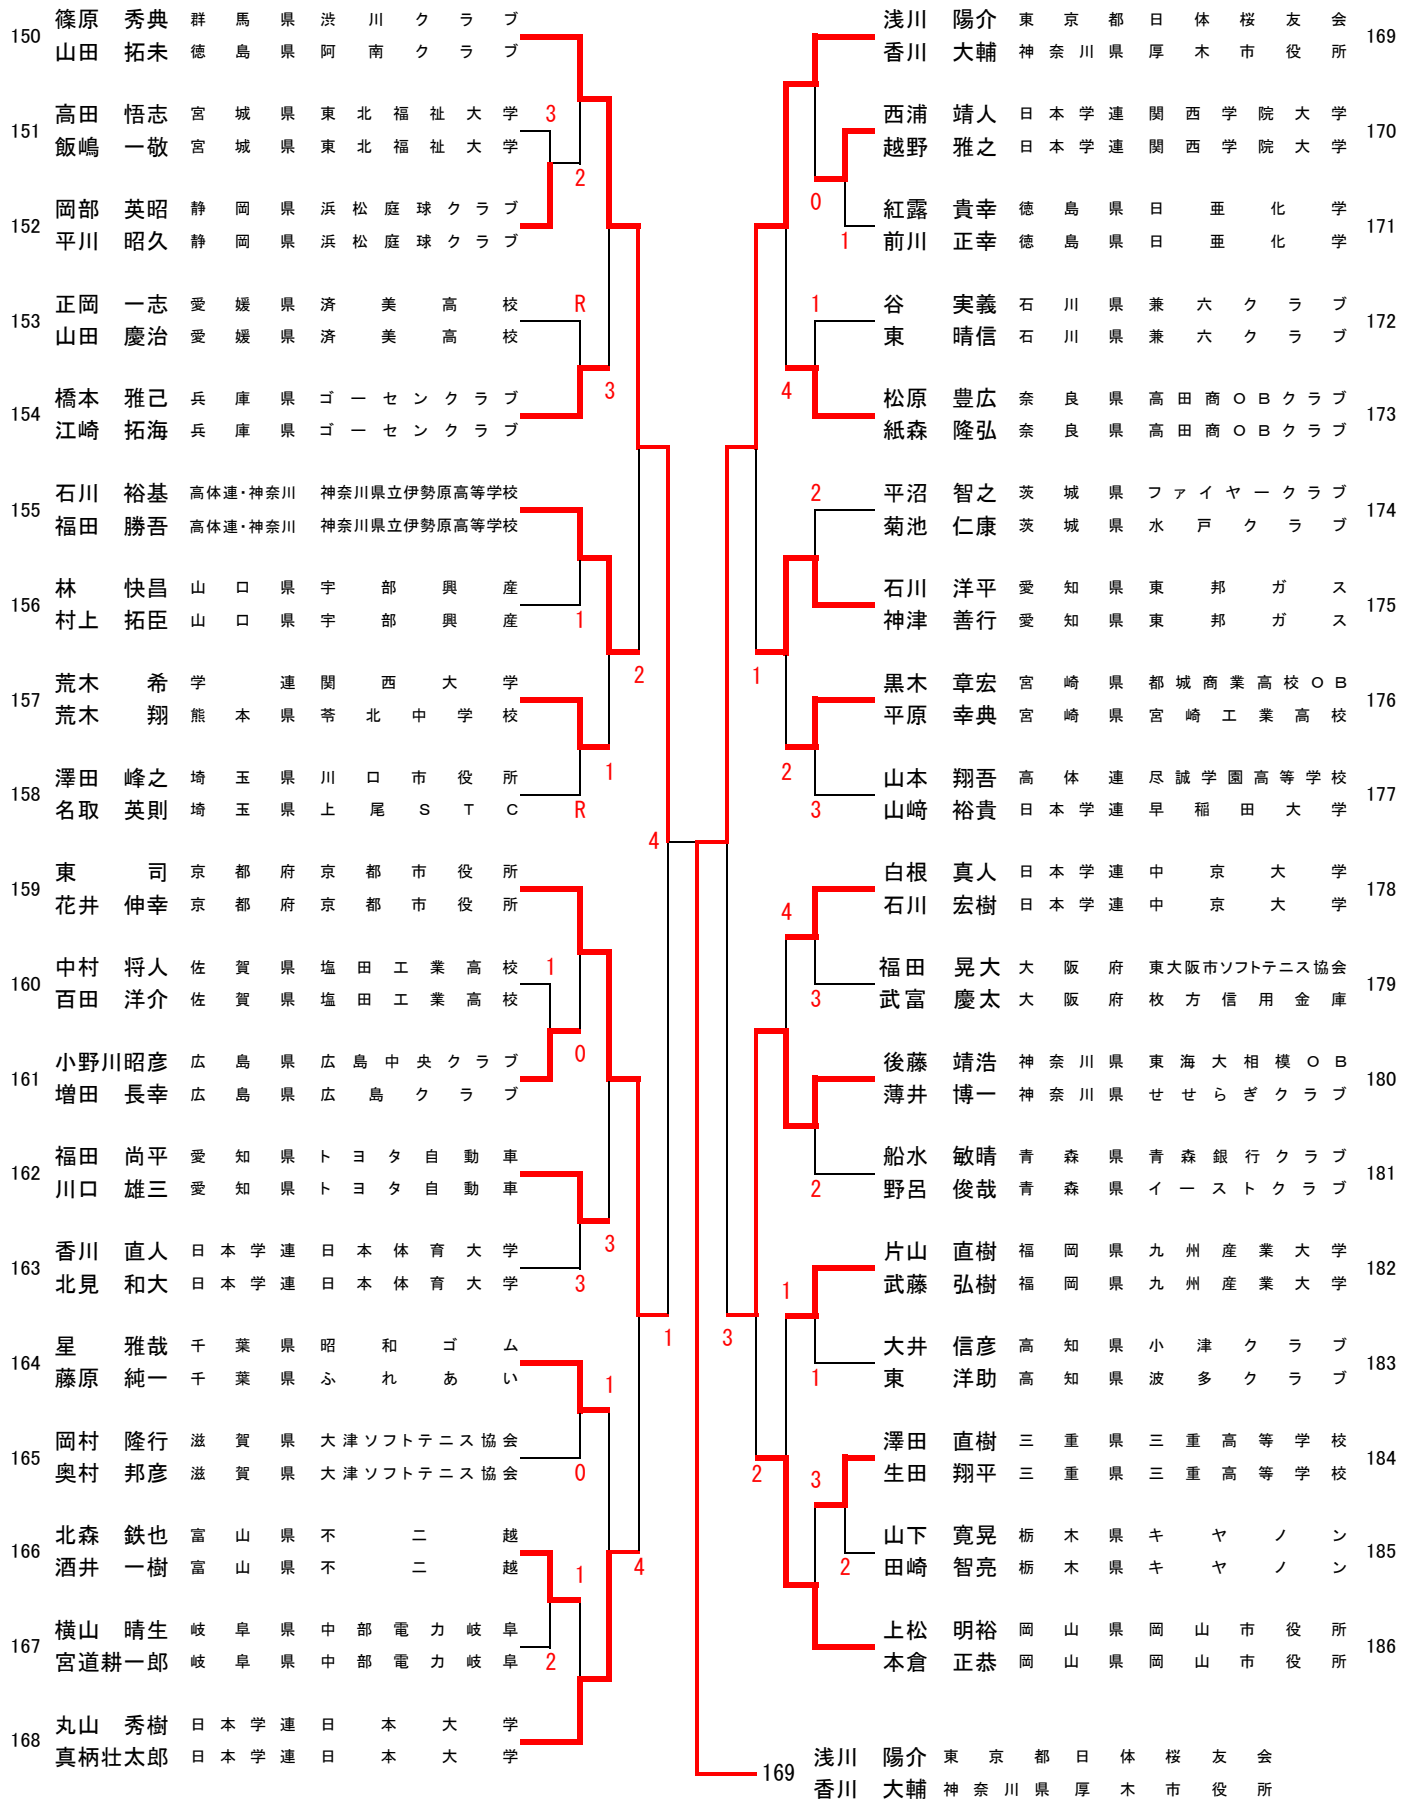 篠原 秀典 群馬県 渋川クラブ
150
山田 拓未 徳島県 阿南クラブ
高田 悟志 宮城県 東北福祉大学 3
151
飯嶋 一敬 宮城県 東北福祉大学
2
岡部 英昭 静岡県 浜松庭球クラブ
152
平川 昭久 静岡県 浜松庭球クラブ
正岡 一志 愛媛県 済美高校 R
153
山田 慶治 愛媛県 済美高校
3
橋本 雅己 兵庫県 ゴーセンクラブ
154
江崎 拓海 兵庫県 ゴーセンクラブ
石川 裕基 高体連・神奈川 神奈川県立伊勢原高等学校
155
福田 勝吾 高体連・神奈川 神奈川県立伊勢原高等学校
林 快昌 山口県 宇部興産
156
村上 拓臣 山口県 宇部興産 1
2
荒木 希 学連 関西大学
157
荒木 翔 熊本県 苓北中学校
1
澤田 峰之 埼玉県 川口市役所
158
名取 英則 埼玉県 上尾STC R
4
東 司 京都府 京都市役所
159
花井 伸幸 京都府 京都市役所
中村 将人 佐賀県 塩田工業高校 1
160
百田 洋介 佐賀県 塩田工業高校
0
小野川昭彦 広島県 広島中央クラブ
161
増田 長幸 広島県 広島クラブ
福田 尚平 愛知県 トヨタ自動車
162
川口 雄三 愛知県 トヨタ自動車
3
香川 直人 日本学連 日本体育大学
163
北見 和大 日本学連 日本体育大学 3
1
星 雅哉 千葉県 昭和ゴム
164
藤原 純一 千葉県 ふれあい 1
岡村 隆行 滋賀県 大津ソフトテニス協会
165
奥村 邦彦 滋賀県 大津ソフトテニス協会 0
北森 鉄也 富山県 不二越
166
酒井 一樹 富山県 不二越 1
4
横山 晴生 岐阜県 中部電力岐阜
167
宮道耕一郎 岐阜県 中部電力岐阜 2
丸山 秀樹 日本学連 日本大学
168
真柄壮太郎 日本学連 日本大学
浅川 陽介 東京都 日体桜友会
169
香川 大輔 神奈川県 厚木市役所
西浦 靖人 日本学連 関西学院大学
170
越野 雅之 日本学連 関西学院大学
0
紅露 貴幸 徳島県 日亜化学
171
1 前川 正幸 徳島県 日亜化学
1 谷 実義 石川県 兼六クラブ
172
東 晴信 石川県 兼六クラブ
4
松原 豊広 奈良県 高田商OBクラブ
173
紙森 隆弘 奈良県 高田商OBクラブ
2 平沼 智之 茨城県 ファイヤークラブ
174
菊池 仁康 茨城県 水戸クラブ
石川 洋平 愛知県 東邦ガス
175
神津 善行 愛知県 東邦ガス
1
黒木 章宏 宮崎県 都城商業高校OB
176
平原 幸典 宮崎県 宮崎工業高校
2
山本 翔吾 高体連 尽誠学園高等学校
177
3 山﨑 裕貴 日本学連 早稲田大学
白根 真人 日本学連 中京大学
178
4 石川 宏樹 日本学連 中京大学
福田 晃大 大阪府 東大阪市ソフトテニス協会
179
3 武富 慶太 大阪府 枚方信用金庫
後藤 靖浩 神奈川県 東海大相模OB
180
薄井 博一 神奈川県 せせらぎクラブ
船水 敏晴 青森県 青森銀行クラブ
181
2 野呂 俊哉 青森県 イーストクラブ
片山 直樹 福岡県 九州産業大学
182
1 武藤 弘樹 福岡県 九州産業大学
3
大井 信彦 高知県 小津クラブ
183
1 東 洋助 高知県 波多クラブ
澤田 直樹 三重県 三重高等学校
184
2 3 生田 翔平 三重県 三重高等学校
山下 寛晃 栃木県 キヤノン
185
2 田崎 智亮 栃木県 キヤノン
上松 明裕 岡山県 岡山市役所
186
本倉 正恭 岡山県 岡山市役所
浅川 陽介 東京都 日体桜友会
169
香川 大輔 神奈川県 厚木市役所